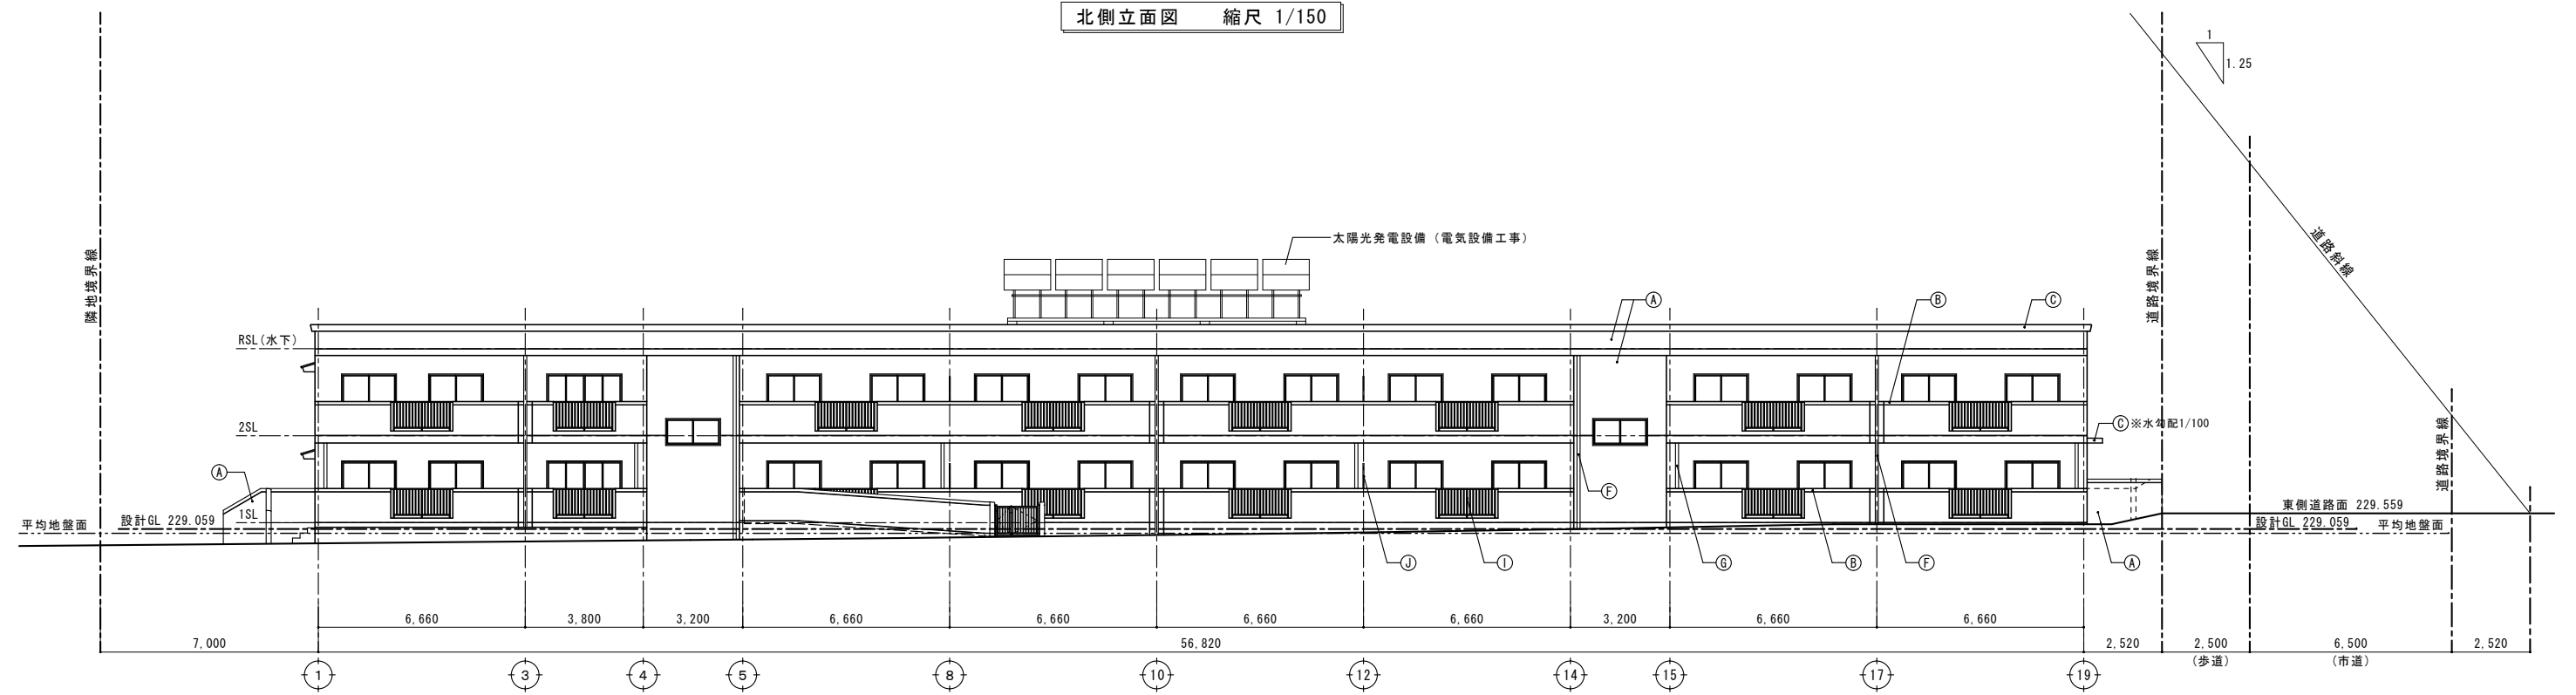 北側立面図 縮尺 1/150
1
1.25
太陽光発電設備（電気設備工事）
隣地境界線
道路境界線
道路斜線
道路境界線
A
B
C
RSL(水下)
2SL
C ※水勾配1/100
A
F
1SL
平均地盤面
設計GL 229.059
東側道路面 229.559
設計GL 229.059
平均地盤面
J
I
G
B
F
A
6,660
3,800
3,200
6,660
6,660
6,660
6,660
3,200
6,660
6,660
7,000
56,820
2,520
2,500
6,500
2,520
(歩道)
(市道)
1
3
4
5
8
10
12
14
15
17
19